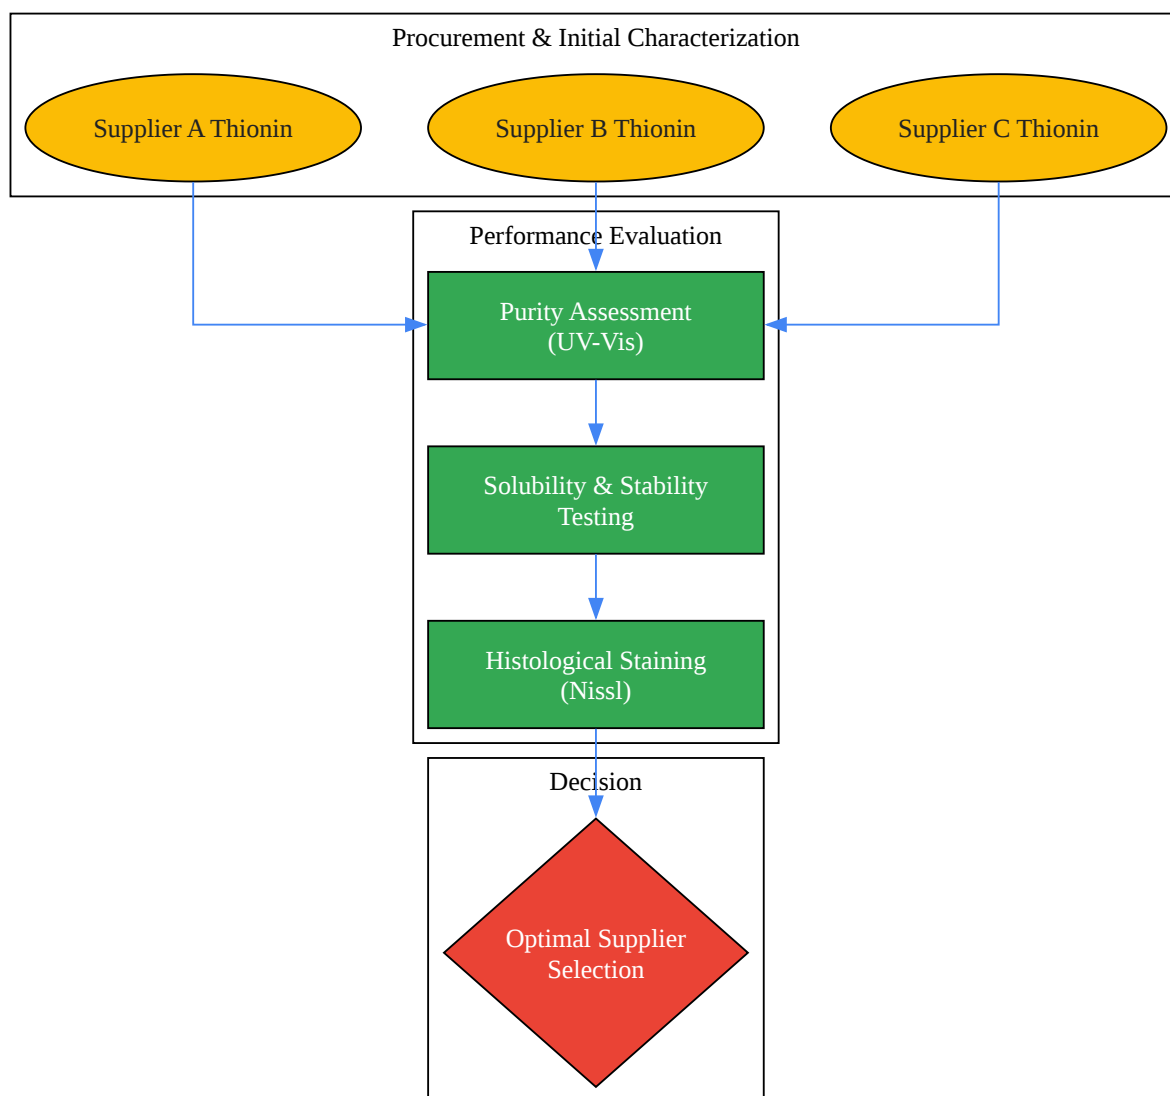 Procurement & Initial Characterization
Supplier A Thionin
Supplier B Thionin
Supplier C Thionin
Performance Evaluation
Purity Assessment
(UV-Vis)
Solubility & Stability
Testing
Histological Staining
(Nissl)
Decision
Optimal Supplier
Selection